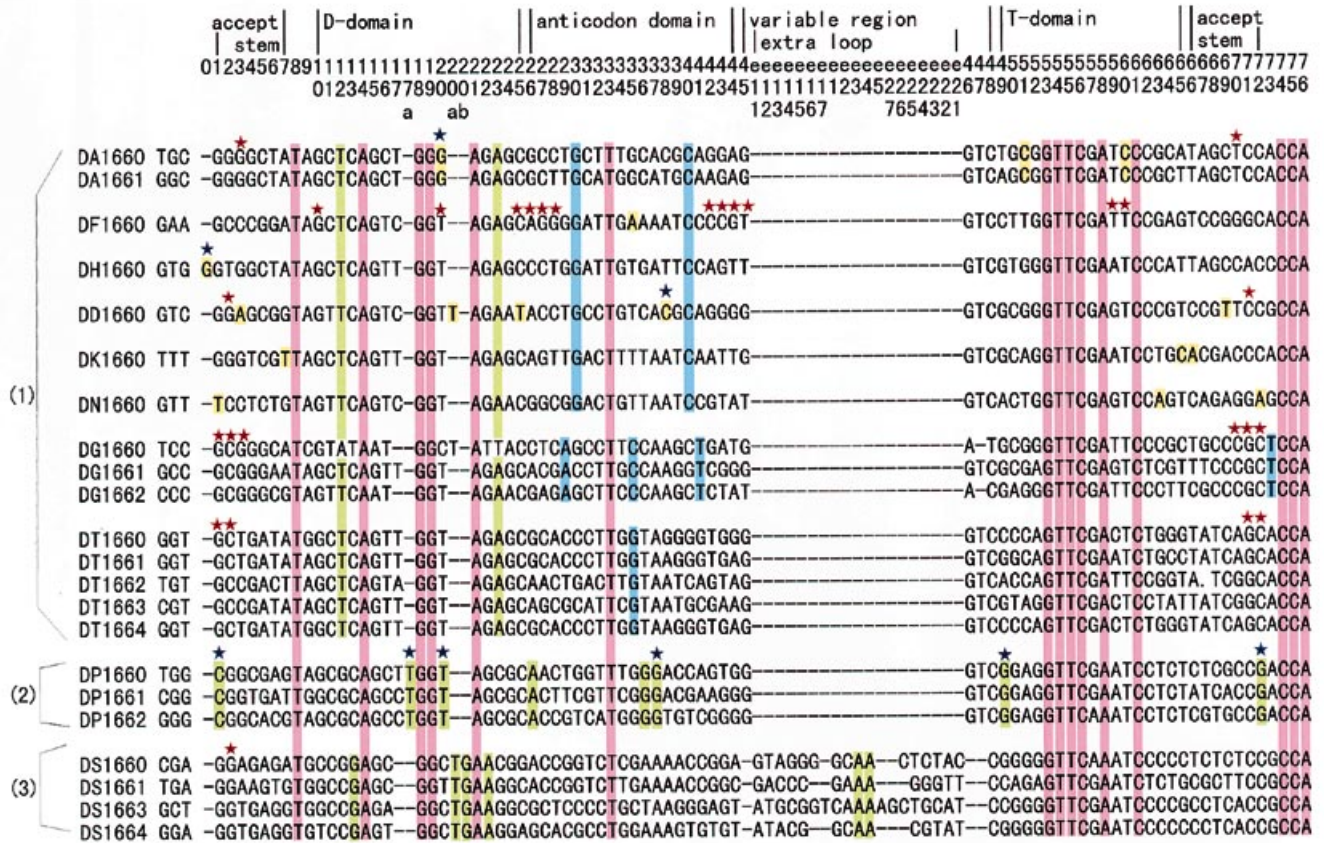 accept D-domain anticodon domain variable region T-domain accept
stem extra loop stem
a ab
DA1660 TGC -GGGGCTATAGCTCAGCT-GGG--AGAGCGCCTGCTTTGCACGCAGGAG GTCTGCGGTTCGATCCCGCATAGCTCCACCA
DA1661 GGC -GGGGCTATAGCTCAGCT-GGG--AGAGCGCTTGCATGGCATGCAAGAG GTCAGCGGTTCGATCCCGCTTAGCTCCACCA
DF1660 GAA -GCCCGGATAGCTCAGTC-GGT--AGAGCAGGGGATTGAAAATCCCCGT GTCCTTGGTTCGATTCCGAGTCCGGGCACCA
DH1660 GTG GGTGGCTATAGCTCAGTT-GGT--AGAGCCCTGGATTGTGATTCCAGTT GTCGTGGGTTCGAATCCCATTAGCCACCCCA
DD1660 GTC -GGAGCGGTAGTTCAGTC-GGTT-AGAATACCTGCCTGTCACGCAGGGG GTCGCGGGTTCGAGTCCCGTCCGTTCCGCCA
DK1660 TTT -GGGTCGTTAGCTCAGTT-GGT--AGAGCAGTTGACTTTTAATCAATTG GTCGCAGGTTCGAATCCTGCACGACCCACCA
(1)
DN1660 GTT -TCCTCTGTAGTTCAGTC-GGT--AGAACGGCGGACTGTTAATCCGTAT GTCACTGGTTCGAGTCCAGTCAGAGGAGCCA
DG1660 TCC -GCGGGCATCGTATAAT--GGCT-ATTACCTCAGCCTTCCAAGCTGATG A-TGCGGGTTCGATTCCCGCTGCCCGCTCCA
DG1661 GCC -GCGGGAATAGCTCAGTT-GGT--AGAGCACGACCTTGCCAAGGTCGGG GTCGCGAGTTCGAGTCTCGTTTCCCGCTCCA
DG1662 CCC -GCGGGCGTAGTTCAAT--GGT--AGAACGAGAGCTTCCCAAGCTCTAT A-CGAGGGTTCGATTCCCTTCGCCCGCTCCA
DT1660 GGT -GCTGATATGGCTCAGTT-GGT--AGAGCGCACCCTTGGTAGGGGTGGG GTCCCCAGTTCGACTCTGGGTATCAGCACCA
DT1661 GGT -GCTGATATAGCTCAGTT-GGT--AGAGCGCACCCTTGGTAAGGGTGAG GTCGGCAGTTCGAATCTGCCTATCAGCACCA
DT1662 TGT -GCCGACTTAGCTCAGTA-GGT--AGAGCAACTGACTTGTAATCAGTAG GTCACCAGTTCGATTCCGGTA.TCGGCACCA
DT1663 CGT -GCCGATATAGCTCAGTT-GGT--AGAGCAGCGCATTCGTAATGCGAAG GTCGTAGGTTCGACTCCTATTATCGGCACCA
DT1664 GGT -GCTGATATGGCTCAGTT-GGT--AGAGCGCACCCTTGGTAAGGGTGAG GTCCCCAGTTCGACTCTGGGTATCAGCACCA
DP1660 TGG -CGGCGAGTAGCGCAGCTTGGT--AGCGCAACTGGTTTGGGACCAGTGG GTCGGAGGTTCGAATCCTCTCTCGCCGACCA
(2) DP1661 CGG -CGGTGATTGGCGCAGCCTGGT--AGCGCACTTCGTTCGGGACGAAGGG GTCGGAGGTTCGAATCCTCTATCACCGACCA
DP1662 GGG -CGGCACGTAGCGCAGCCTGGT--AGCGCACCGTCATGGGGTGTCGGGG GTCGGAGGTTCAAATCCTCTCGTGCCGACCA
DS1660 CGA -GGAGAGATGCCGGAGC--GGCTGAACGGACCGGTCTCGAAAACCGGA-GTAGGG-GCAA--CTCTAC-CGGGGGTTCAAATCCCCCTCTCTCCGCCA
(3) DS1661 TGA -GGAAGTGTGGCCGAGC--GGTTGAAGGCACCGGTCTTGAAAACCGGC-GACCC-GAAA---GGGTT-CCAGAGTTCGAATCTCTGCGCTTCCGCCA
DS1663 GCT -GGTGAGGTGGCCGAGA--GGCTGAAGGCGCTCCCCTGCTAAGGGAGT-ATGCGGTCAAAAGCTGCAT-CCGGGGTTCGAATCCCCGCCTCACCGCCA
DS1664 GGA -GGTGAGGTGTCCGAGT--GGCTGAAGGAGCACGCCTGGAAAGTGTGT-ATACG--GCAA---CGTAT-CGGGGGTTCGAATCCCCCCCTCACCGCCA